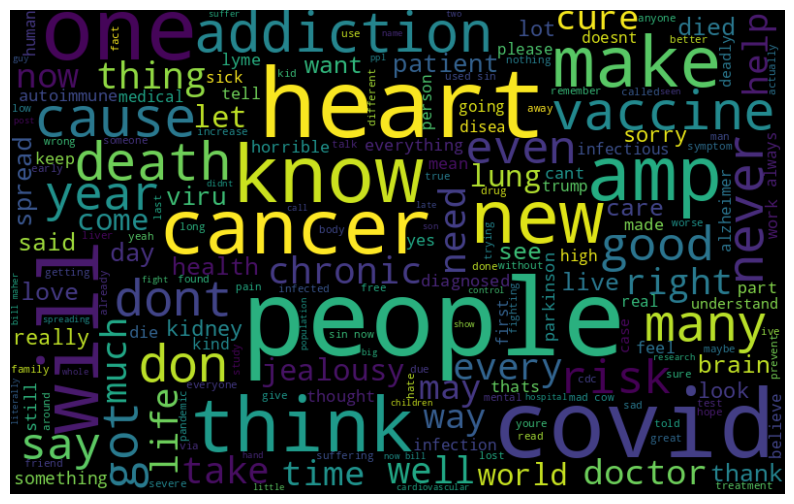 human
suffer
guy
fact
one
addiction
two
use
name
ppl
kid
lot
cure
doesnt
died
anyone
better
nothing
deadly
help
now
thing
sick
lyme
want
patient
please
make
used sin
remember
called
seen
actually
low
post
autoimmune
medical
tell
heart
person
different
going
disea
away
vaccine
cause
let
everything
spread
wrong
keep
someone
increase
horrible
talk
mean
even
infectious
sorry
symptom
man
early
death
didnt
know
true
lung
cant
trump
amp
never
work always
year
viru
last
long
yeah
call
late
son
drug
need
new
care
made
alzheimer
worse
said
come
liver
cancer
body
yes
trying
see
high
good
will
day
health
chronic
done
without
parkinson
live
right
part
bill maher
spreading
getting
love
already
dont
fight
found
pain
infected
free
control
diagnosed
first
fighting
real
case
understand
really
die
kidney
kind
population
sin now
big
people
show
many
ive
prevent
family
much
don
whole
study
everyone
jealousy
due
hate
every
thats
feel
research
cdc
maybe
sure
brain
literally
around
still
got
life
pandemic
via
give
thought
children
may
way
mental
hospital
mad cow
risk
look
test
hope
believe
say
think
youre
read
covid
sad
told
great
something
friend
severe
take
hand
little
time
suffering
infection
now bill
cardiovascular
lost
well
world
doctor
thank
treatment